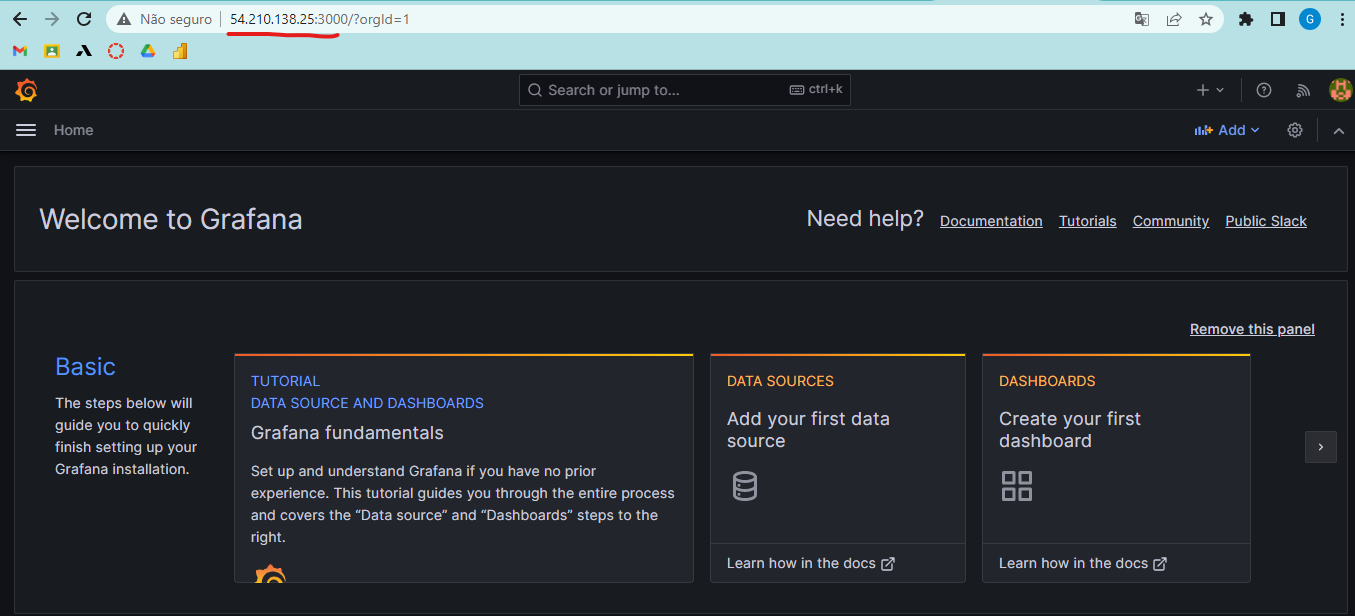 Não seguro
54.210.138.25:3000/?orgId=1
G
Search or jump to...
ctrl+k
Home
Add
Welcome to Grafana
Need help?
Documentation
Tutorials
Community
Public Slack
Remove this panel
Basic
The steps below will
guide you to quickly
finish setting up your
Grafana installation.
TUTORIAL
DATA SOURCE AND DASHBOARDS
Grafana fundamentals
Set up and understand Grafana if you have no prior
experience. This tutorial guides you through the entire process
and covers the “Data source” and “Dashboards” steps to the
right.
DATA SOURCES
Add your first data
source
Learn how in the docs
DASHBOARDS
Create your first
dashboard
Learn how in the docs